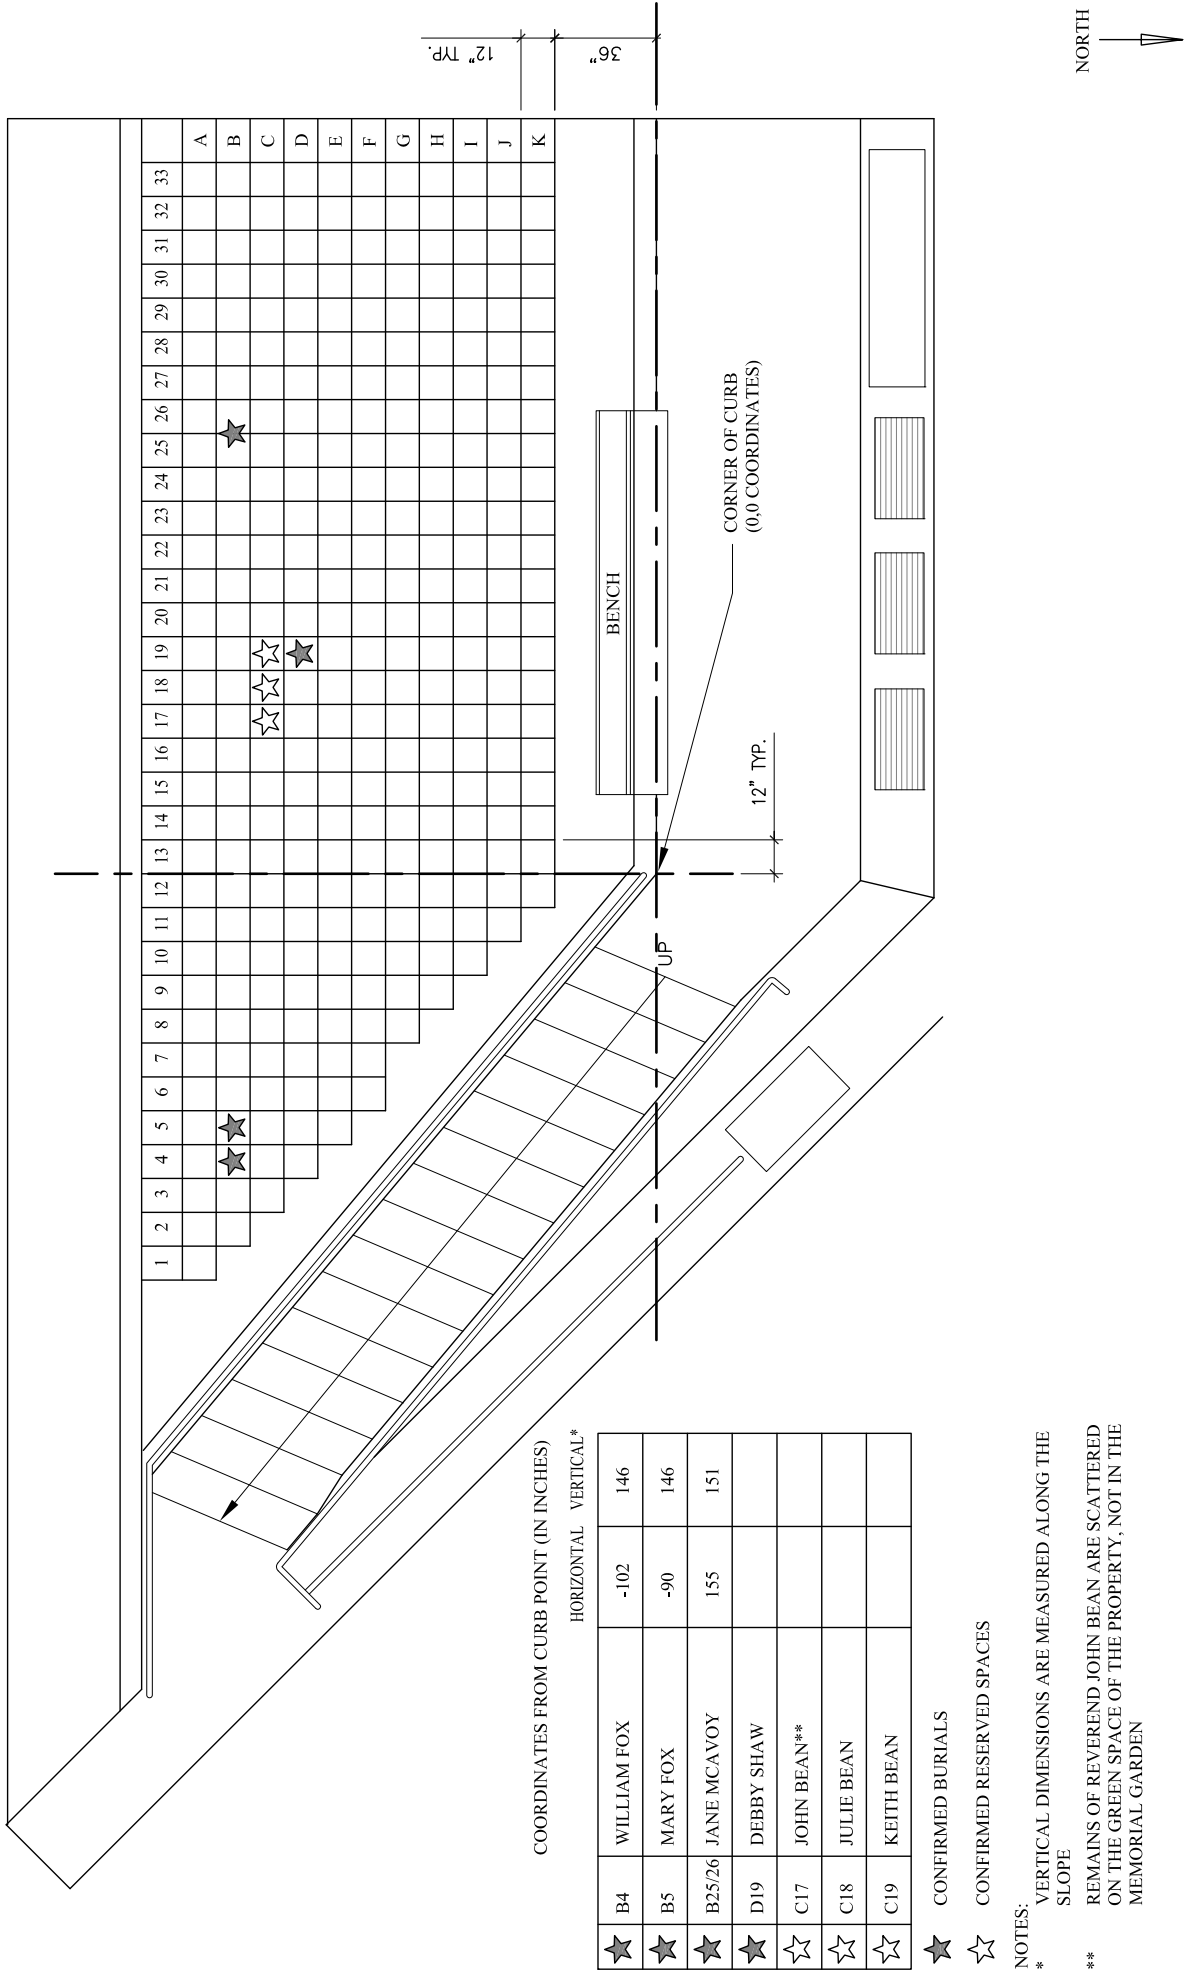 NORTH
12" TYP.
36"
1 2 3 4 5 6 7 8 9 10 11 12 13 14 15 16 17 18 19 20 21 22 23 24 25 26 27 28 29 30 31 32 33
A
B
C
D
E
F
G
H
I
J
K
BENCH
CORNER OF CURB
(0,0 COORDINATES)
12" TYP.
UP
COORDINATES FROM CURB POINT (IN INCHES)
HORIZONTAL VERTICAL*
B4 WILLIAM FOX -102 146
B5 MARY FOX -90 146
B25/26 JANE MCAVOY 155 151
D19 DEBBY SHAW
C17 JOHN BEAN**
C18 JULIE BEAN
C19 KEITH BEAN
CONFIRMED BURIALS
CONFIRMED RESERVED SPACES
NOTES:
* VERTICAL DIMENSIONS ARE MEASURED ALONG THE
SLOPE
** REMAINS OF REVEREND JOHN BEAN ARE SCATTERED
ON THE GREEN SPACE OF THE PROPERTY, NOT IN THE
MEMORIAL GARDEN